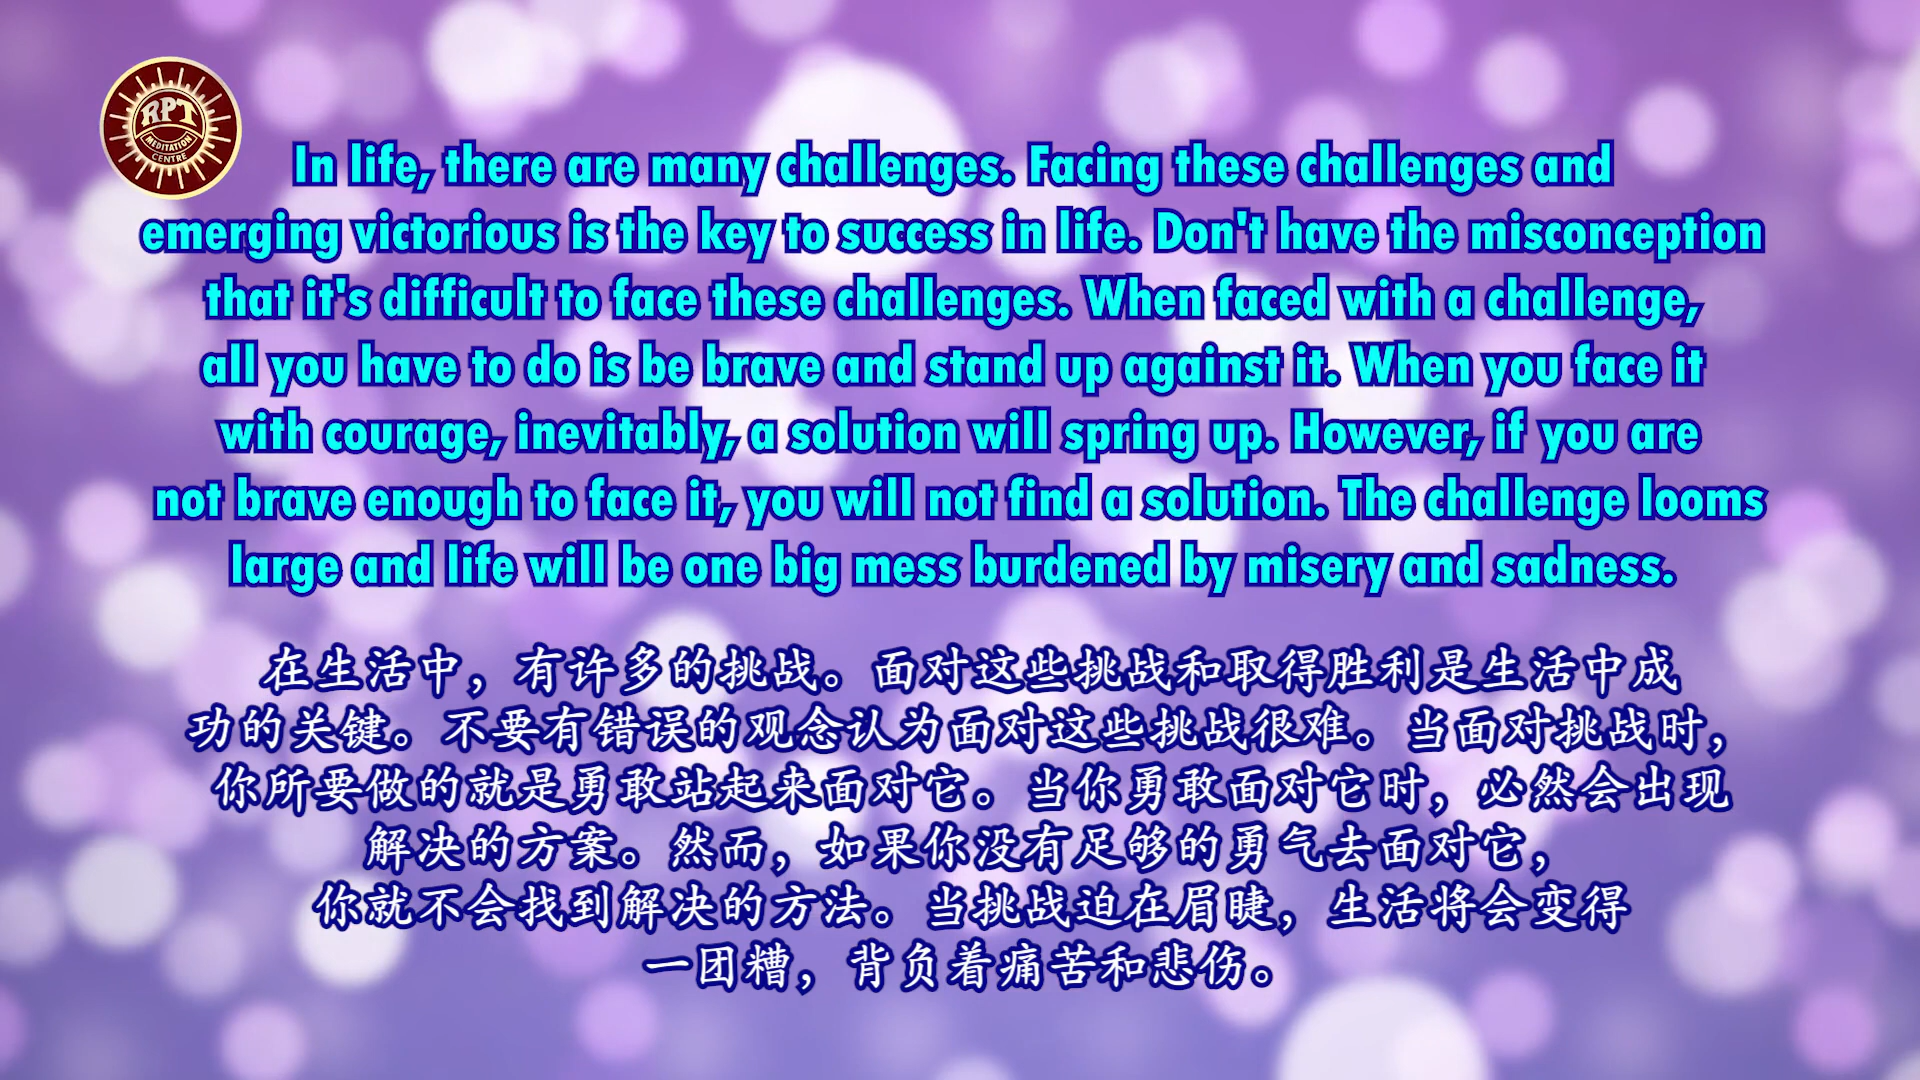 RPT
MEDITATION
CENTRE
In life, there are many challenges. Facing these challenges and
emerging victorious is the key to success in life. Don't have the misconception
that it's difficult to face these challenges. When faced with a challenge,
all you have to do is be brave and stand up against it. When you face it
with courage, inevitably, a solution will spring up. However, if you are
not brave enough to face it, you will not find a solution. The challenge looms
large and life will be one big mess burdened by misery and sadness.
在生活中，有许多的挑战。面对这些挑战和取得胜利是生活中成
功的关键。不要有错误的观念认为面对这些挑战很难。当面对挑战时，
你所要做的就是勇敢站起来面对它。当你勇敢面对它时，必然会出现
解决的方案。然而，如果你没有足够的勇气去面对它，
你就不会找到解决的方法。当挑战迫在眉睫，生活将会变得
一团糟，背负着痛苦和悲伤。